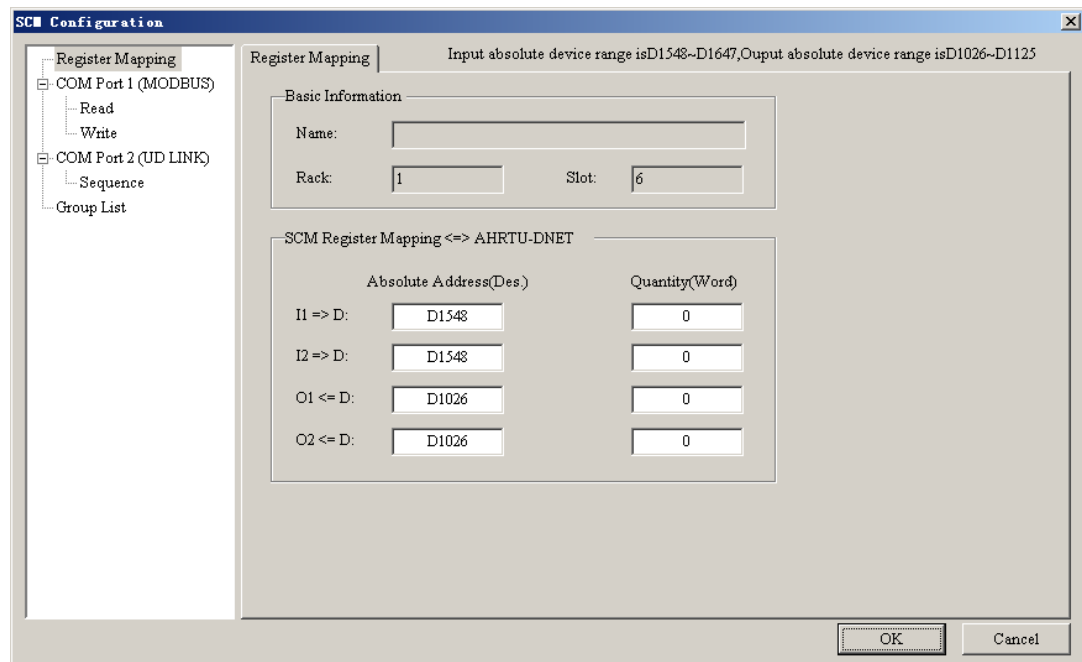 SCM Configuration
Register Mapping
COM Port 1 (MODBUS)
Read
Write
COM Port 2 (UD LINK)
Sequence
Group List
Register Mapping
Input absolute device range isD1548~D1647,Ouput absolute device range isD1026~D1125
Basic Information
Name:
Rack: 1 Slot: 6
SCM Register Mapping <=> AHRTU-DNET
Absolute Address(Des.) Quantity(Word)
I1 => D: D1548 0
I2 => D: D1548 0
O1 <= D: D1026 0
O2 <= D: D1026 0
OK Cancel